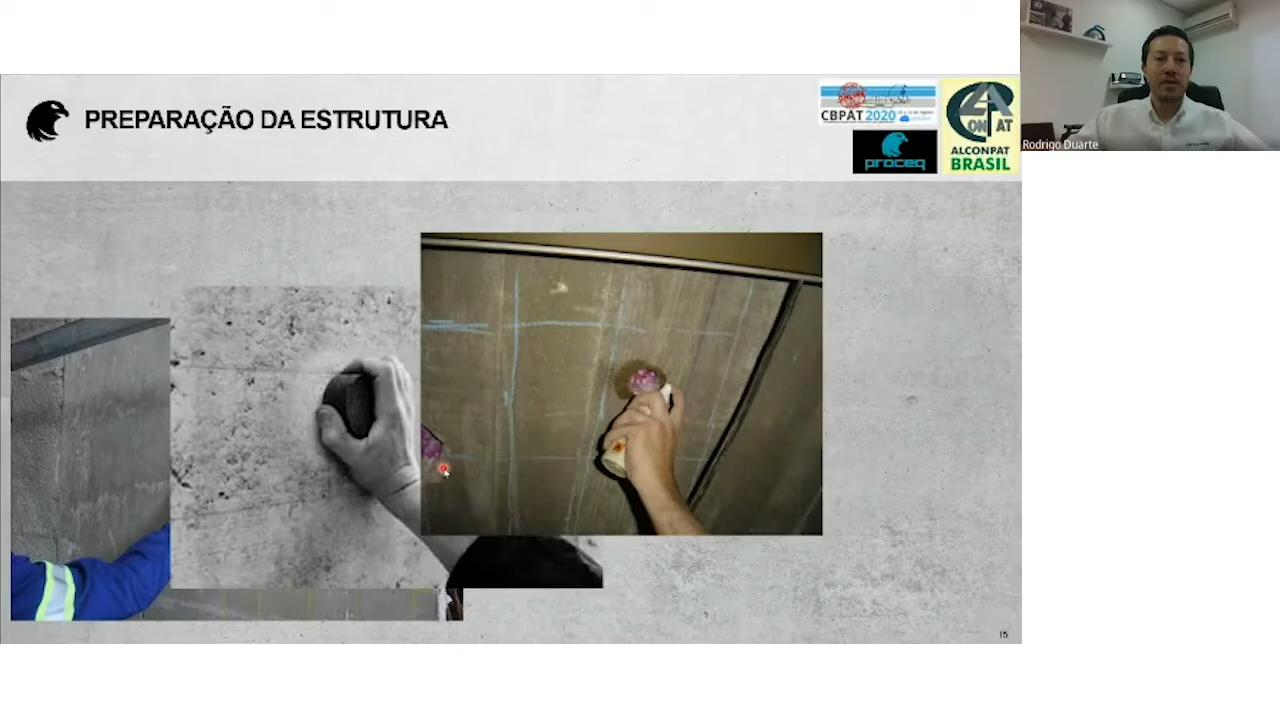 PREPARAÇÃO DA ESTRUTURA
CBPAT 2020
proceq
ALCONPAT
BRASIL
Rodrigo Duarte
15